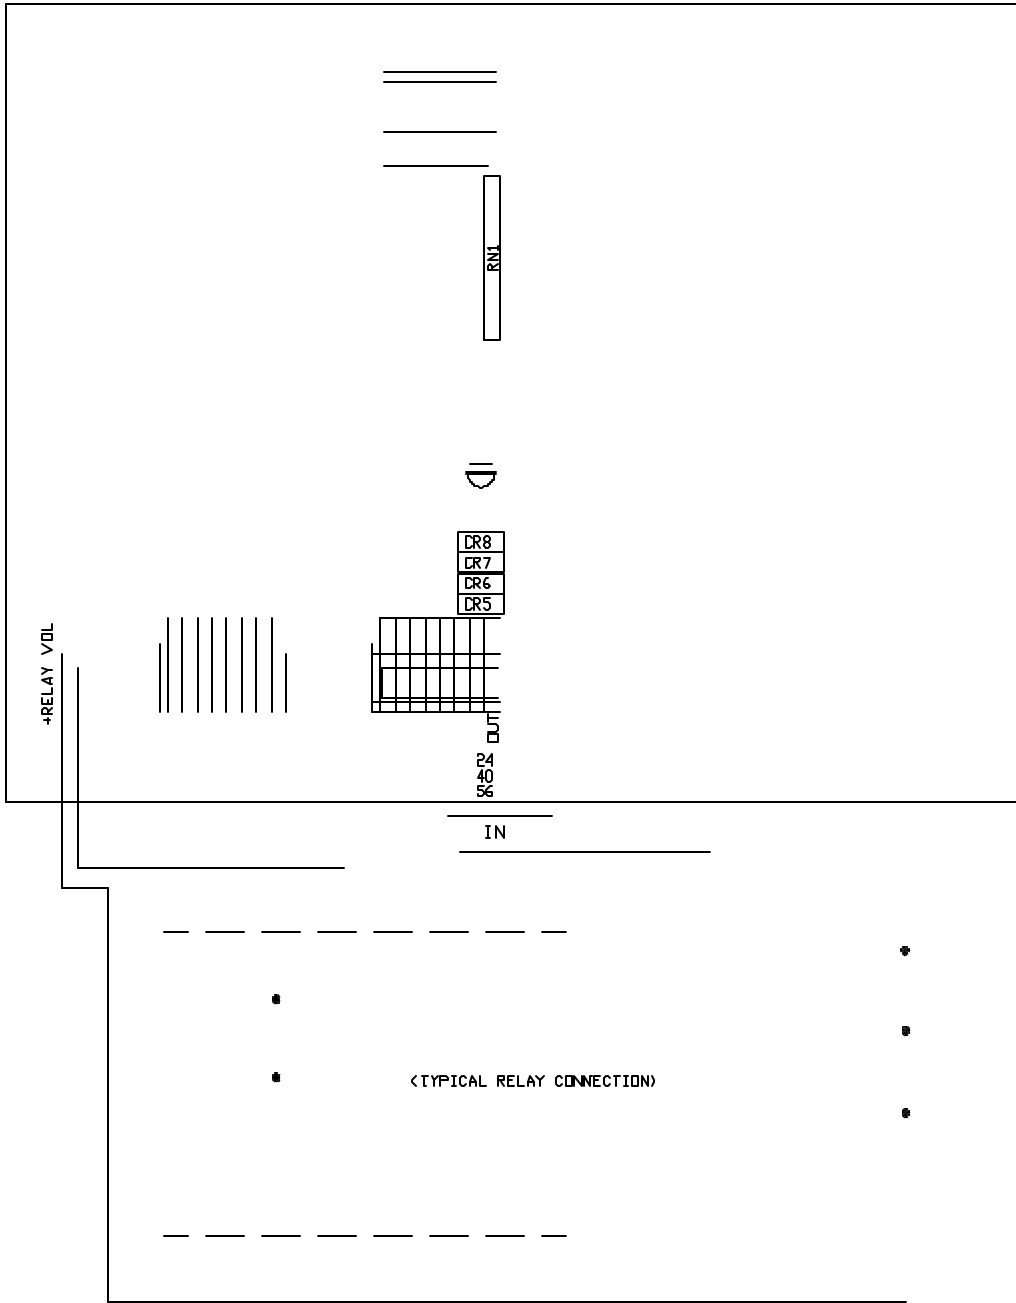 RN1
CR8
CR7
CR6
CR5
+RELAY VOL
OUT
24
40
56
IN
(TYPICAL RELAY CONNECTION)